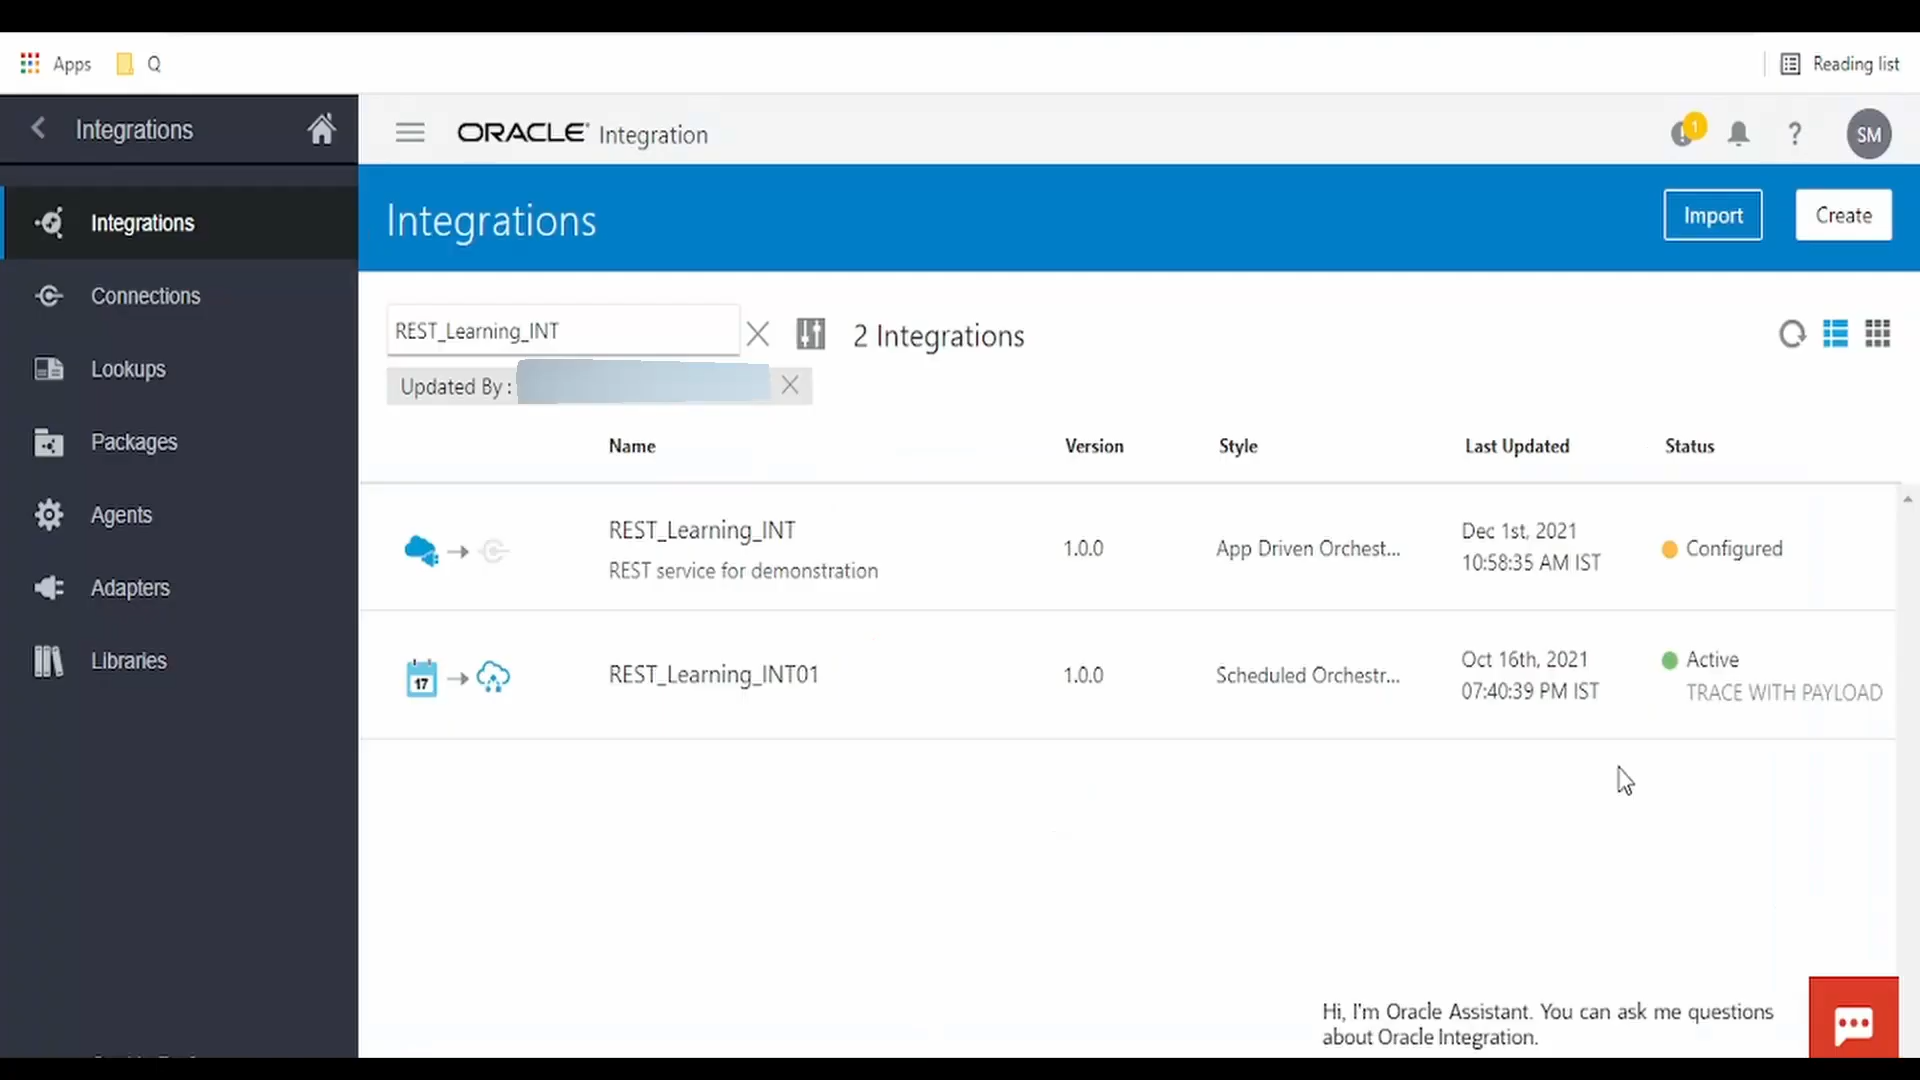 Apps
Q
Reading list
Integrations
ORACLE Integration
1
?
SM
Integrations
Connections
Lookups
Packages
Agents
Adapters
Libraries
Integrations
Import
Create
REST_Learning_INT
2 Integrations
Updated By :
Name Version Style Last Updated Status
REST_Learning_INT
REST service for demonstration
1.0.0
App Driven Orchest...
Dec 1st, 2021
10:58:35 AM IST
Configured
17
REST_Learning_INT01
1.0.0
Scheduled Orchestr...
Oct 16th, 2021
07:40:39 PM IST
Active
TRACE WITH PAYLOAD
Hi, I'm Oracle Assistant. You can ask me questions
about Oracle Integration.